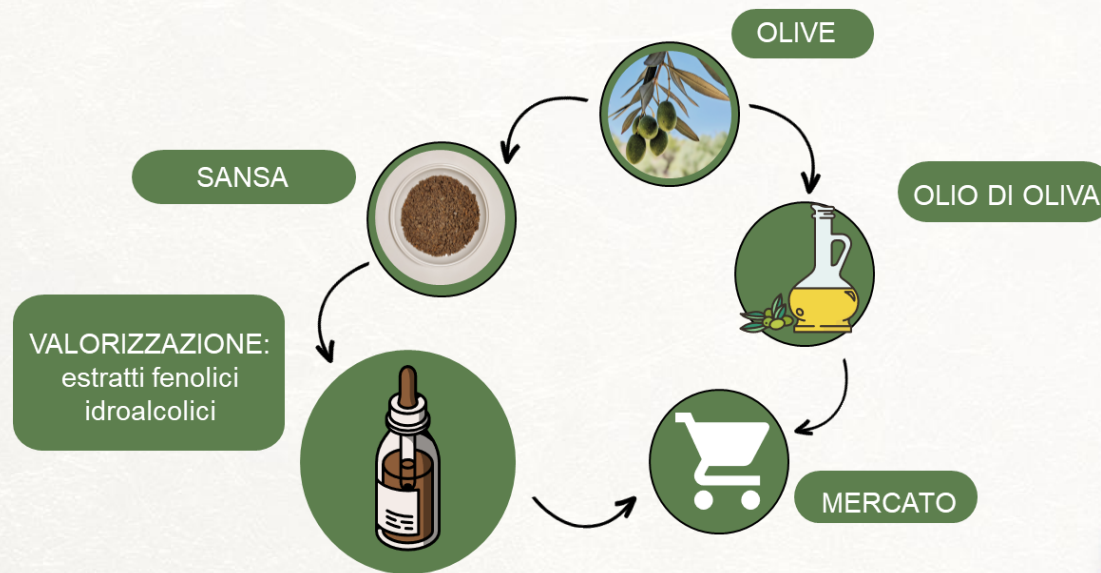 OLIVE
SANSA
OLIO DI OLIVA
VALORIZZAZIONE:
estratti fenolici
idroalcolici
MERCATO